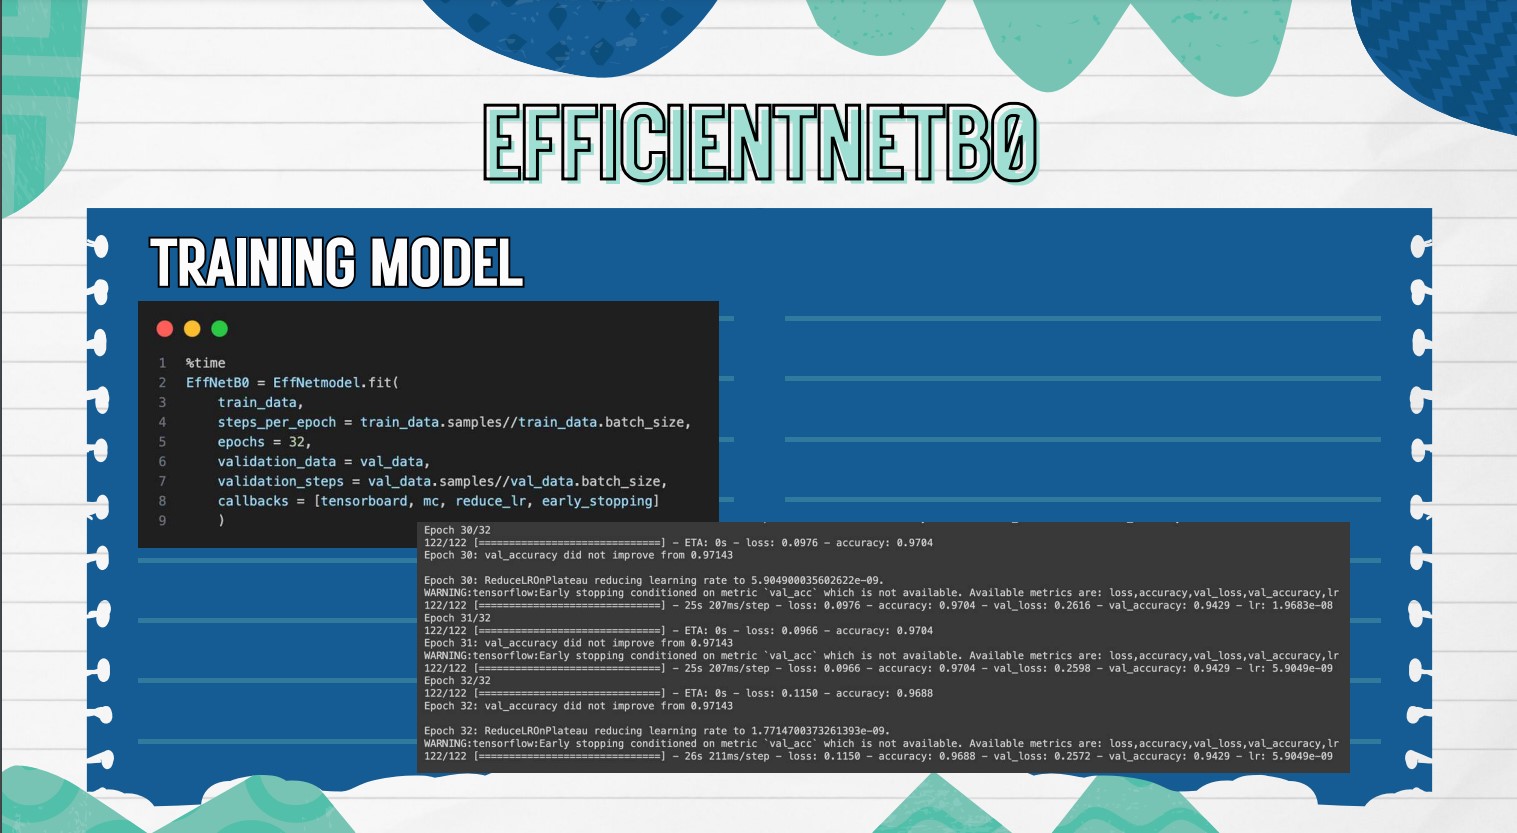 EFFICIENTNETB0
TRAINING MODEL
1 %time
2 EffNetB0 = EffNetmodel.fit(
3 train_data,
4 steps_per_epoch = train_data.samples//train_data.batch_size,
5 epochs = 32,
6 validation_data = val_data,
7 validation_steps = val_data.samples//val_data.batch_size,
8 callbacks = [tensorboard, mc, reduce_lr, early_stopping]
9 )
Epoch 30/32
122/122 [==============================] - ETA: 0s - loss: 0.0976 - accuracy: 0.9704
Epoch 30: val_accuracy did not improve from 0.97143
Epoch 30: ReduceLROnPlateau reducing learning rate to 5.904900035602622e-09.
WARNING:tensorflow:Early stopping conditioned on metric `val_acc` which is not available. Available metrics are: loss,accuracy,val_loss,val_accuracy,lr
122/122 [==============================] - 25s 207ms/step - loss: 0.0976 - accuracy: 0.9704 - val_loss: 0.2616 - val_accuracy: 0.9429 - lr: 1.9683e-08
Epoch 31/32
122/122 [==============================] - ETA: 0s - loss: 0.0966 - accuracy: 0.9704
Epoch 31: val_accuracy did not improve from 0.97143
WARNING:tensorflow:Early stopping conditioned on metric `val_acc` which is not available. Available metrics are: loss,accuracy,val_loss,val_accuracy,lr
122/122 [==============================] - 25s 207ms/step - loss: 0.0966 - accuracy: 0.9704 - val_loss: 0.2598 - val_accuracy: 0.9429 - lr: 5.9049e-09
Epoch 32/32
122/122 [==============================] - ETA: 0s - loss: 0.1150 - accuracy: 0.9688
Epoch 32: val_accuracy did not improve from 0.97143
Epoch 32: ReduceLROnPlateau reducing learning rate to 1.7714700373261393e-09.
WARNING:tensorflow:Early stopping conditioned on metric `val_acc` which is not available. Available metrics are: loss,accuracy,val_loss,val_accuracy,lr
122/122 [==============================] - 26s 211ms/step - loss: 0.1150 - accuracy: 0.9688 - val_loss: 0.2572 - val_accuracy: 0.9429 - lr: 5.9049e-09